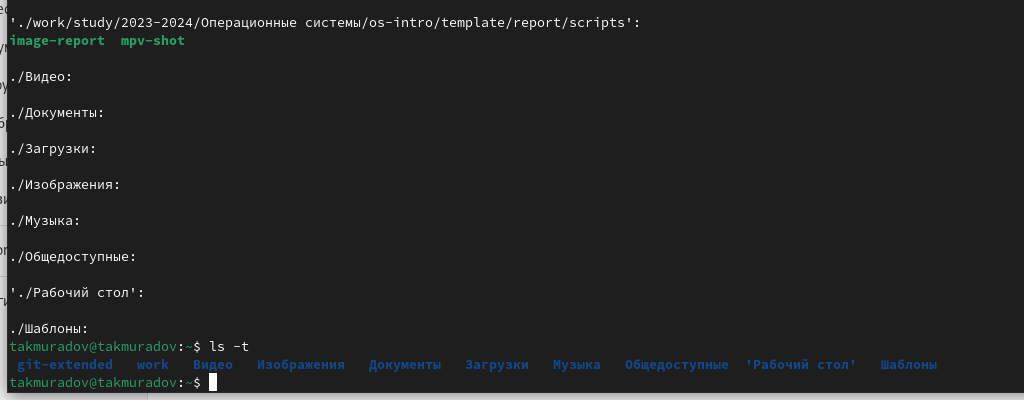 './work/study/2023-2024/Операционные системы/os-intro/template/report/scripts':
image-report  mpv-shot
./Видео:
./Документы:
./Загрузки:
./Изображения:
./Музыка:
./Общедоступные:
'./Рабочий стол':
./Шаблоны:
takmuradov@takmuradov:~$ ls -t
git-extended  work  Видео  Изображения  Документы  Загрузки  Музыка  Общедоступные  'Рабочий стол'  Шаблоны
takmuradov@takmuradov:~$